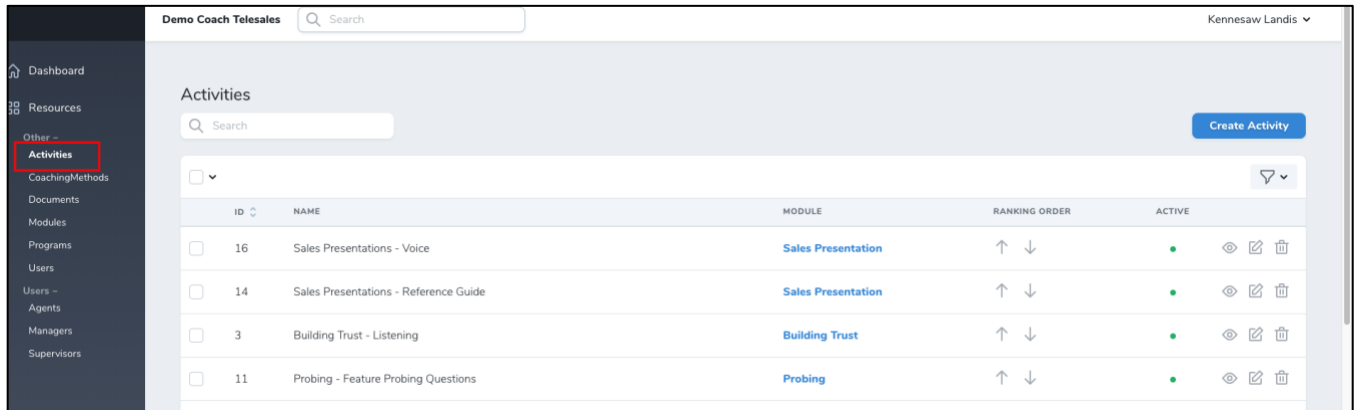 Demo Coach Telesales
Search
Kennesaw Landis
Dashboard
Resources
Other –
Activities
CoachingMethods
Documents
Modules
Programs
Users
Users –
Agents
Managers
Supervisors
Activities
Search
Create Activity
ID NAME MODULE RANKING ORDER ACTIVE
16 Sales Presentations - Voice Sales Presentation
14 Sales Presentations - Reference Guide Sales Presentation
3 Building Trust - Listening Building Trust
11 Probing - Feature Probing Questions Probing